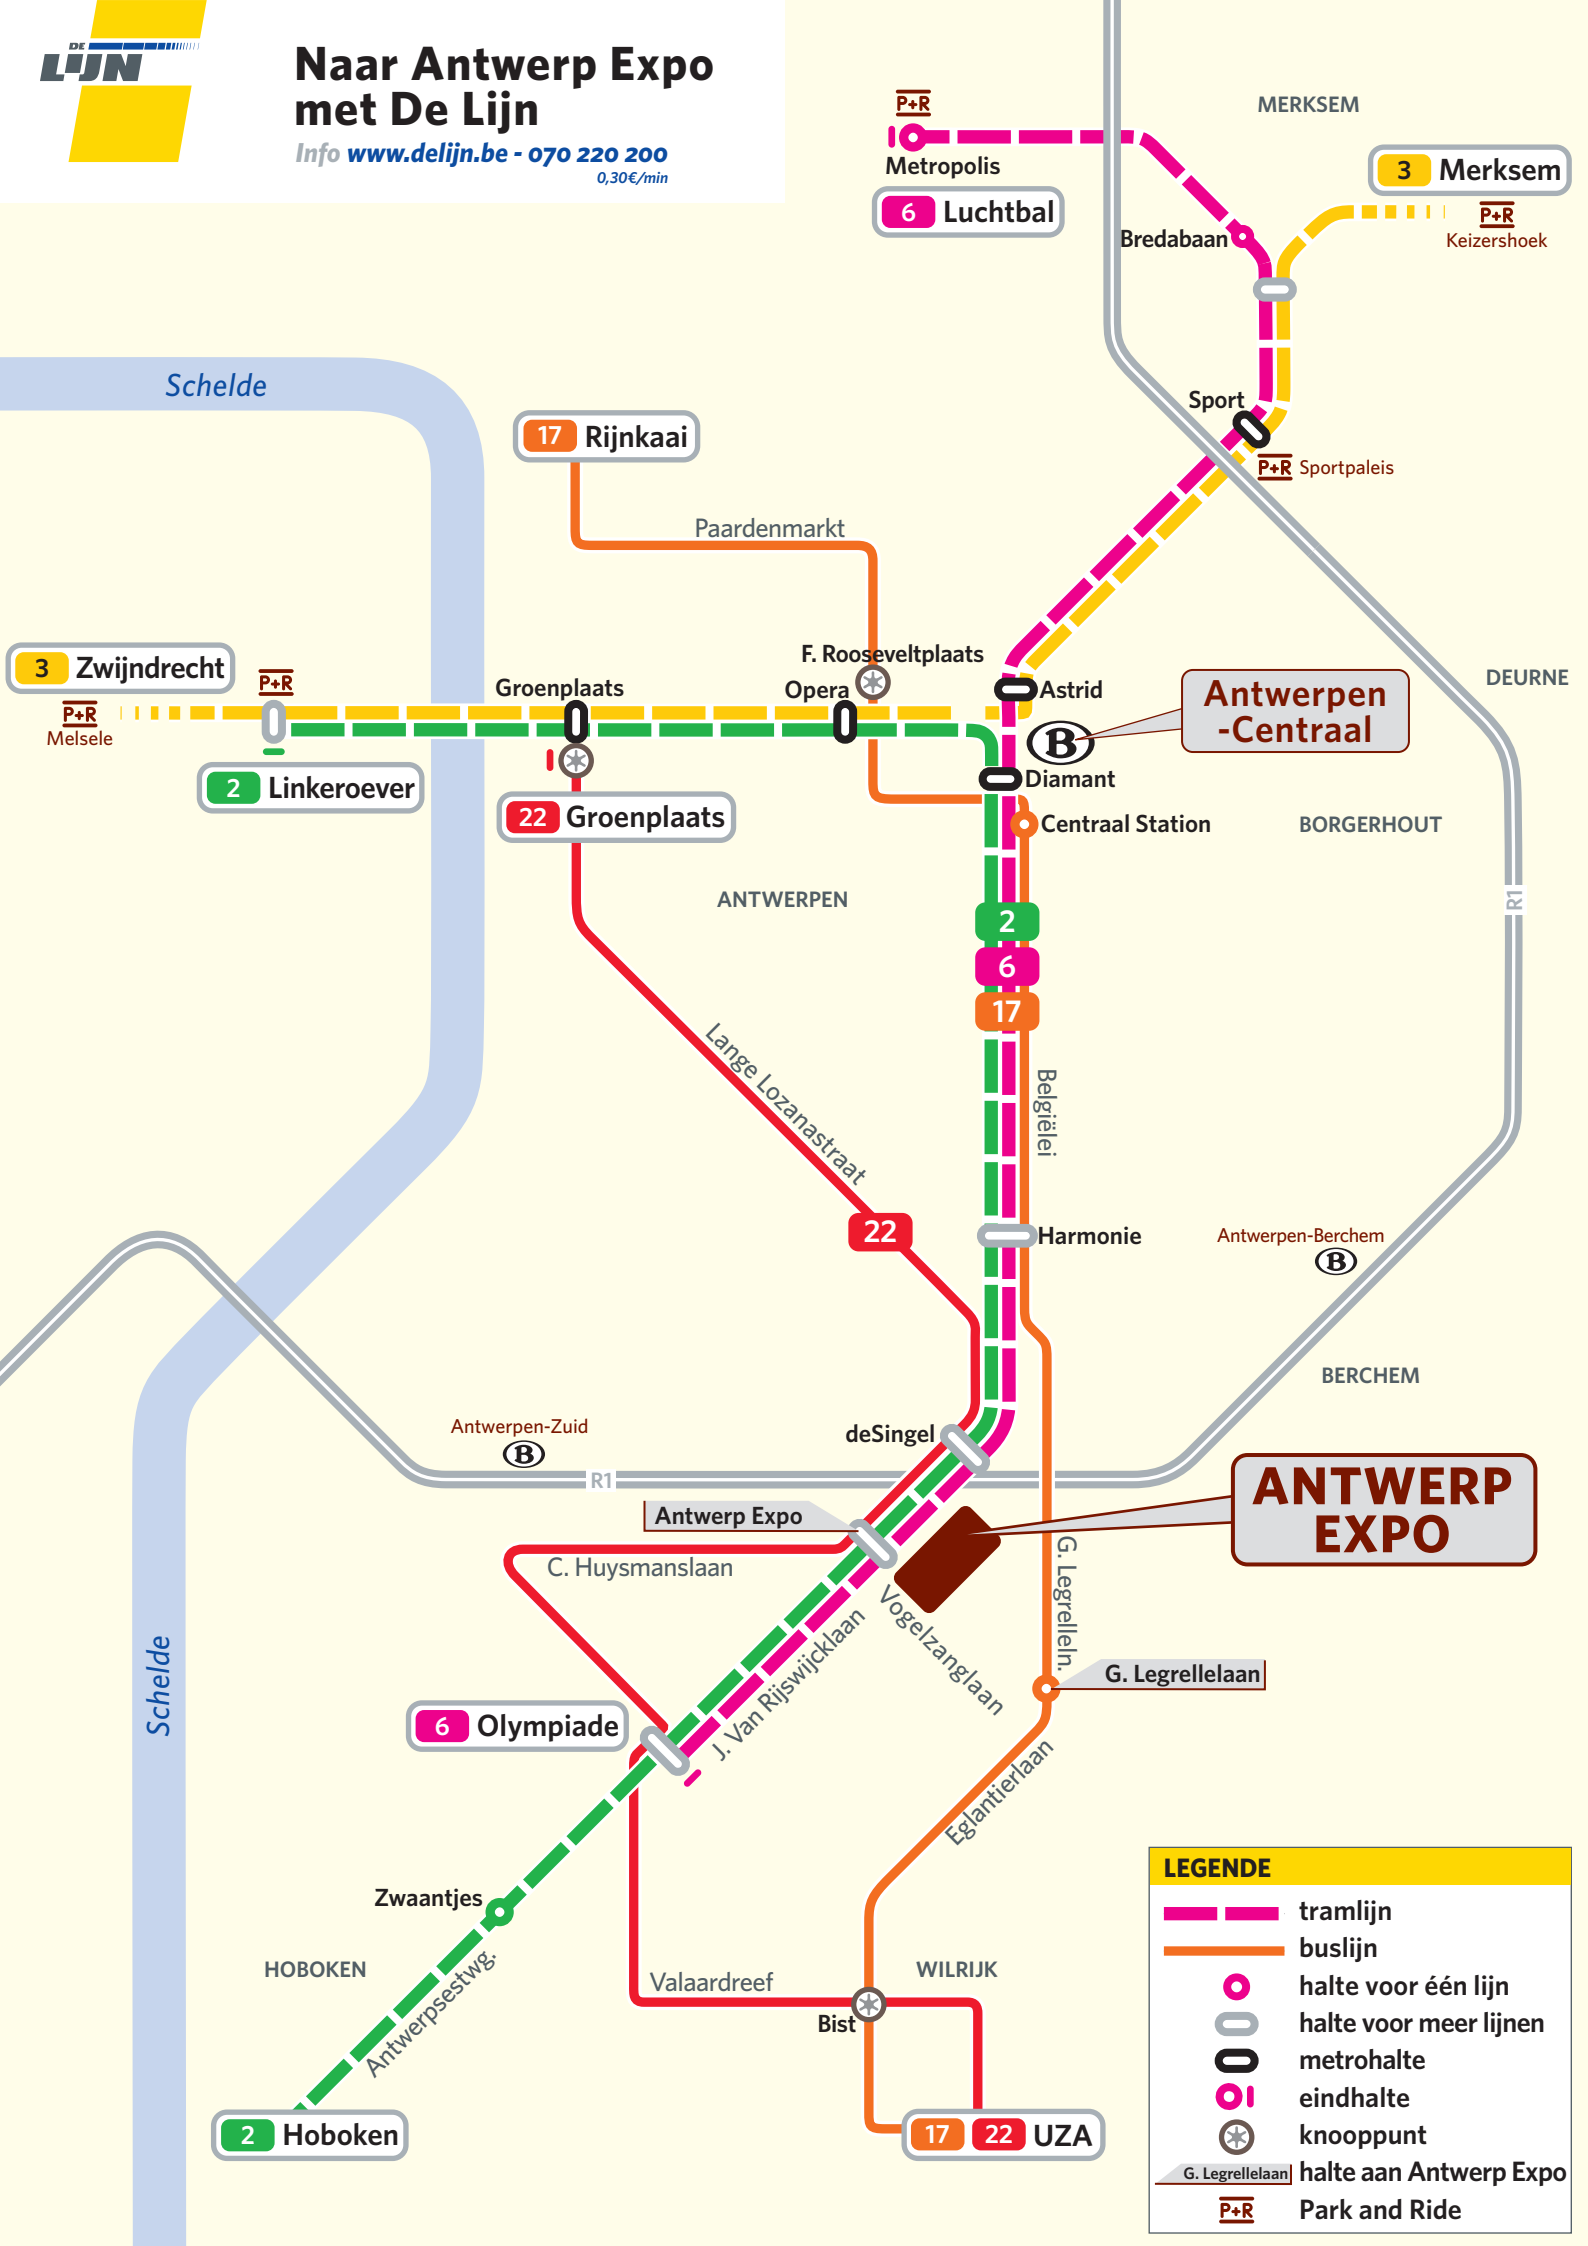 DE
LIJN
Naar Antwerp Expo
met De Lijn
Info www.delijn.be - 070 220 200
0,30€/min
P+R
Metropolis
6 Luchtbal
MERKSEM
3 Merksem
P+R
Keizershoek
Bredabaan
Schelde
Sport
P+R Sportpaleis
17 Rijnkaai
Paardenmarkt
3 Zwijndrecht
P+R
Melsele
P+R
2 Linkeroever
Groenplaats
22 Groenplaats
F. Rooseveltplaats
Opera
Astrid
B
Antwerpen
-Centraal
DEURNE
Diamant
Centraal Station
BORGERHOUT
ANTWERPEN
R1
2
6
17
Lange Lozanastraat
Belgiëlei
22
Harmonie
Antwerpen-Berchem
B
BERCHEM
Antwerpen-Zuid
B
R1
deSingel
Antwerp Expo
ANTWERP
EXPO
C. Huysmanslaan
Vogelzanglaan
G. Legrelleln.
J. Van Rijswijcklaan
G. Legrellelaan
Schelde
6 Olympiade
Eglantierlaan
Zwaantjes
HOBOKEN
Antwerpsestwg.
Valaardreef
WILRIJK
Bist
2 Hoboken
17 22 UZA
LEGENDE
tramlijn
buslijn
halte voor één lijn
halte voor meer lijnen
metrohalte
eindhalte
knooppunt
G. Legrellelaan halte aan Antwerp Expo
P+R Park and Ride